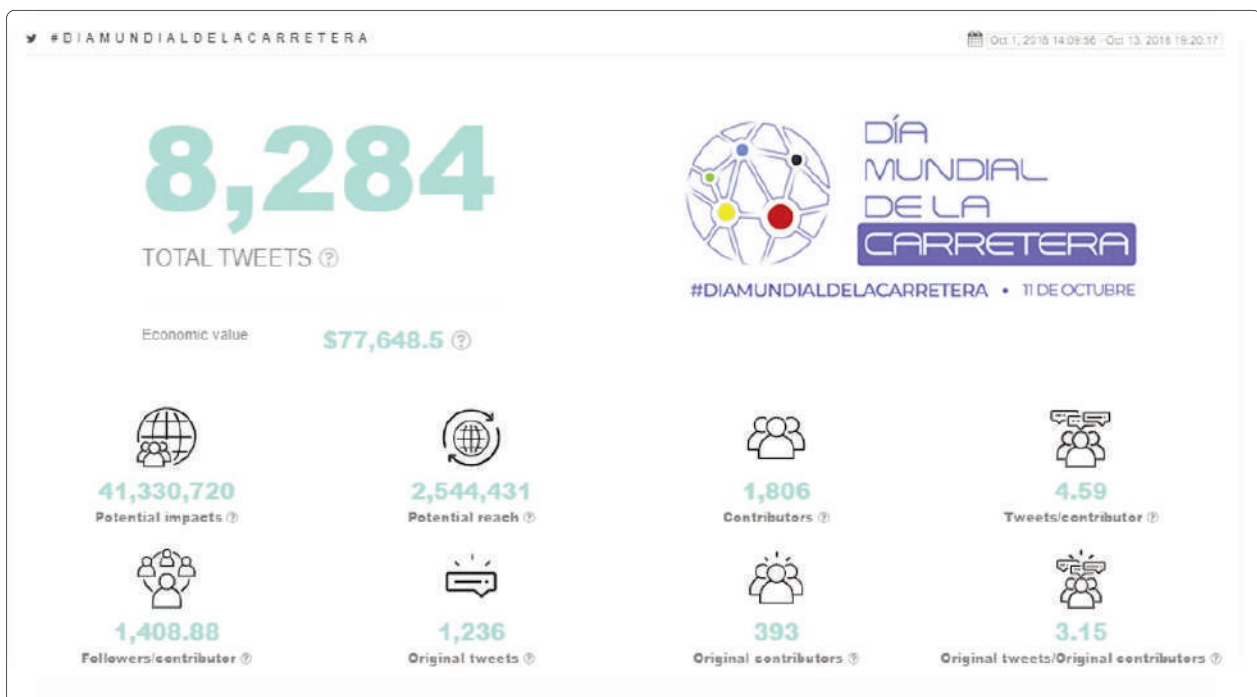 #DIAMUNDIALDELACARRETERA
Oct 1, 2018 14:09:56 - Oct 13, 2018 19:20:17
8,284
TOTAL TWEETS ?
Economic value $77,648.5 ?
DÍA
MUNDIAL
DE LA
CARRETERA
#DIAMUNDIALDELACARRETERA • 11 DE OCTUBRE
41,330,720 2,544,431 1,806 4.59
Potential impacts ? Potential reach ? Contributors ? Tweets/contributor ?
1,408.88 1,236 393 3.15
Followers/contributor ? Original tweets ? Original contributors ? Original tweets/Original contributors ?